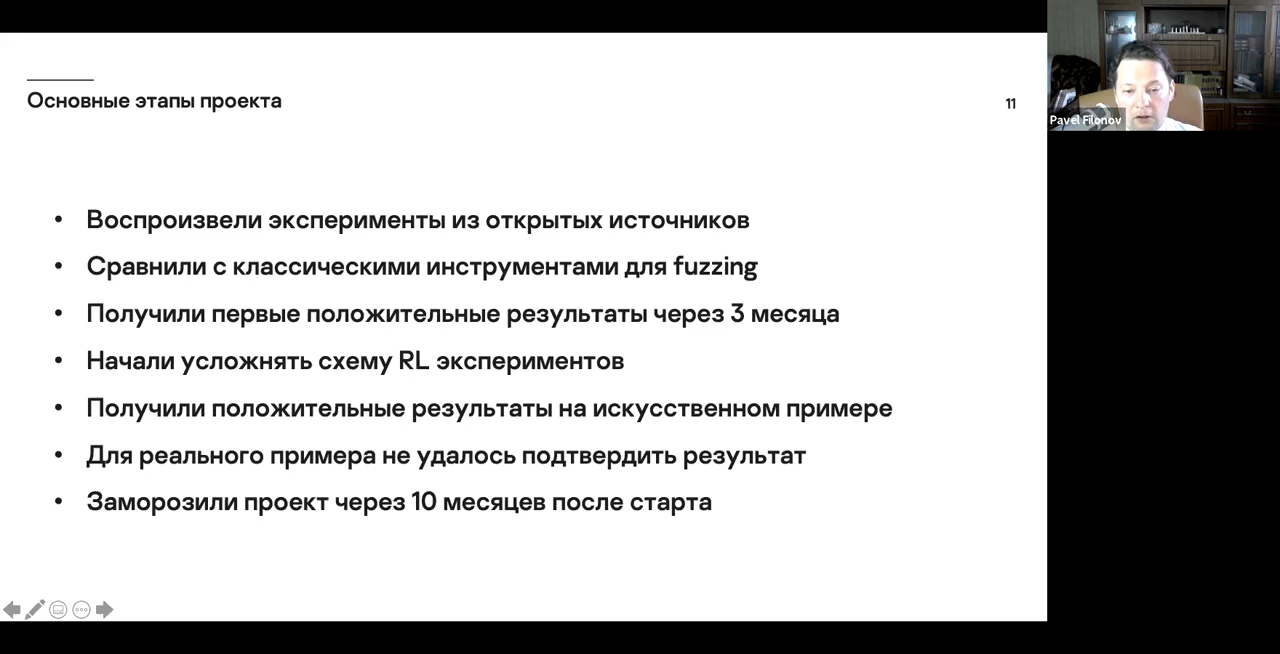 Основные этапы проекта
11
Pavel Filonov
• Воспроизвели эксперименты из открытых источников
• Сравнили с классическими инструментами для fuzzing
• Получили первые положительные результаты через 3 месяца
• Начали усложнять схему RL экспериментов
• Получили положительные результаты на искусственном примере
• Для реального примера не удалось подтвердить результат
• Заморозили проект через 10 месяцев после старта